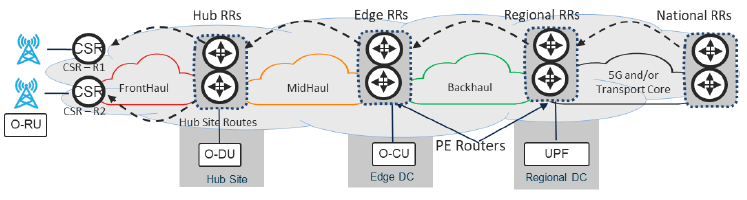 Hub RRs
Edge RRs
Regional RRs
National RRs
CSR
CSR – R1
CSR
CSR – R2
O-RU
FrontHaul
MidHaul
Backhaul
5G and/or
Transport Core
Hub Site Routes
PE Routers
O-DU
O-CU
UPF
Hub Site
Edge DC
Regional DC